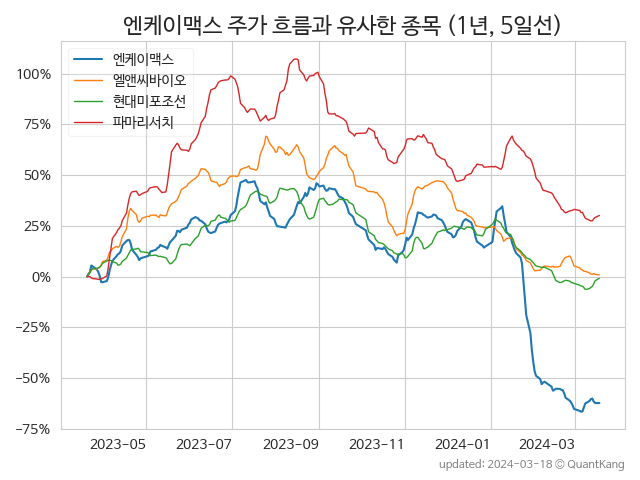 엔케이맥스 주가 흐름과 유사한 종목 (1년, 5일선)
엔케이맥스
엘앤씨바이오
현대미포조선
파마리서치
100%
75%
50%
25%
0%
−25%
−50%
−75%
2023-05 2023-07 2023-09 2023-11 2024-01 2024-03
updated: 2024-03-18 © QuantKang